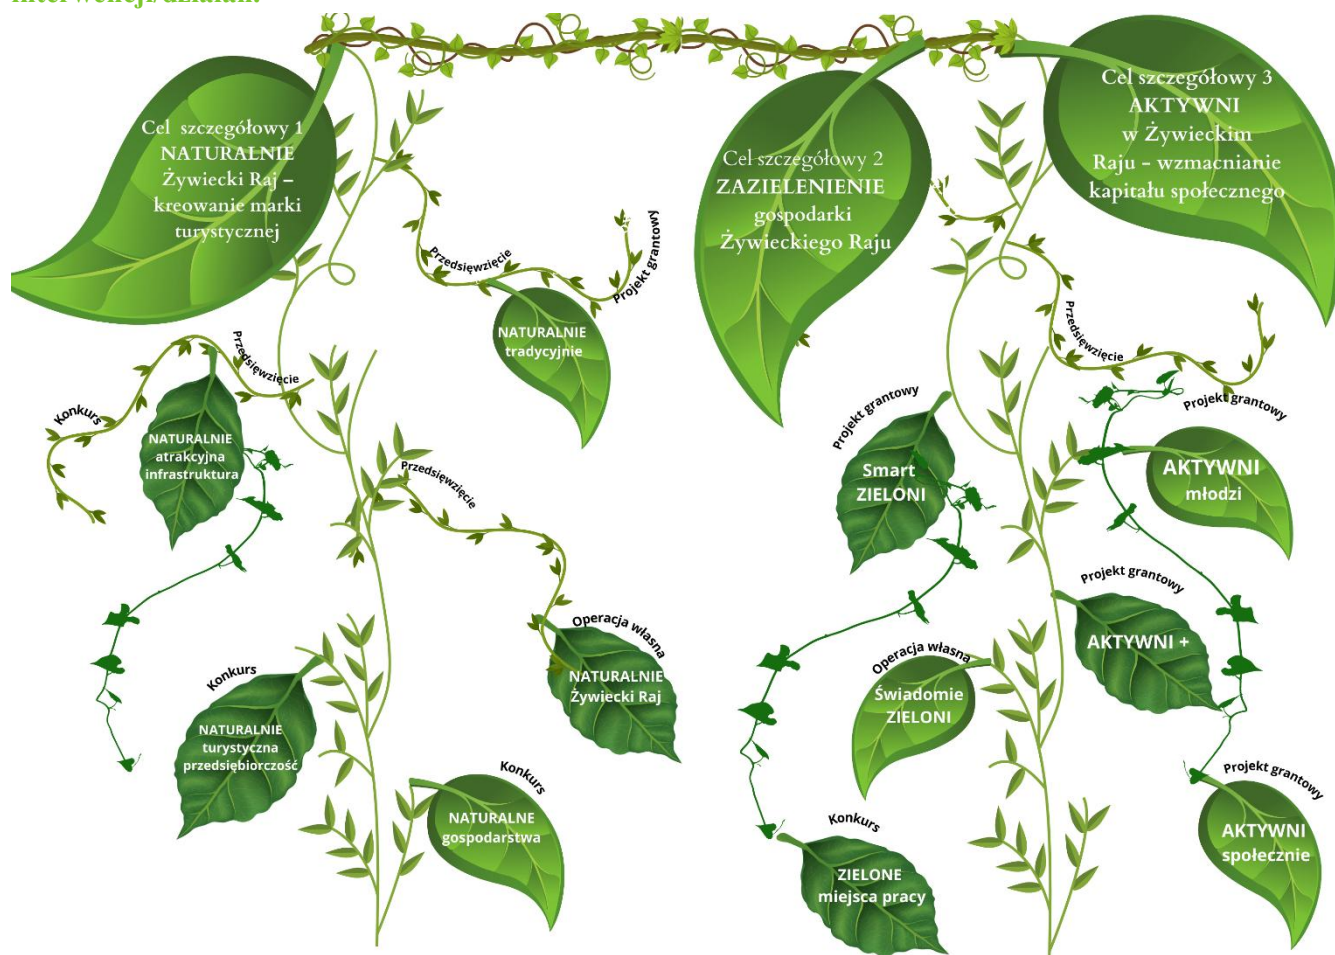 interwencji/działań.
Cel szczegółowy 1
NATURALNIE
Żywiecki Raj –
kreowanie marki
turystycznej
Przedsięwzięcie
Projekt grantowy
NATURALNIE
tradycyjnie
Przedsięwzięcie
Konkurs
NATURALNIE
atrakcyjna
infrastruktura
Przedsięwzięcie
Operacja własna
NATURALNIE
Żywiecki Raj
Konkurs
NATURALNIE
turystyczna
przedsiębiorczość
Konkurs
NATURALNE
gospodarstwa
Cel szczegółowy 2
ZAZIELENIENIE
gospodarki
Żywieckiego Raju
Cel szczegółowy 3
AKTYWNI
w Żywieckim
Raju - wzmacnianie
kapitału społecznego
Przedsięwzięcie
Projekt grantowy
Smart
ZIELONI
Projekt grantowy
AKTYWNI
młodzi
Projekt grantowy
AKTYWNI +
Operacja własna
Świadomie
ZIELONI
Projekt grantowy
AKTYWNI
społecznie
Konkurs
ZIELONE
miejsca pracy